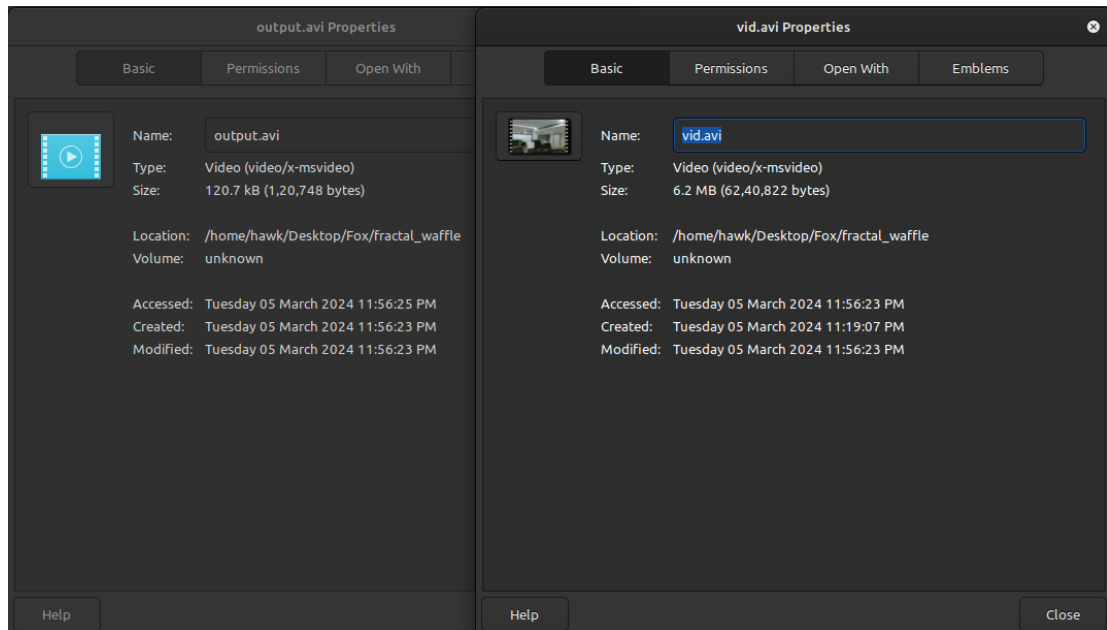 output.avi Properties
Basic
Permissions
Open With
Name: output.avi
Type: Video (video/x-msvideo)
Size: 120.7 kB (1,20,748 bytes)
Location: /home/hawk/Desktop/Fox/fractal_waffle
Volume: unknown
Accessed: Tuesday 05 March 2024 11:56:25 PM
Created: Tuesday 05 March 2024 11:56:23 PM
Modified: Tuesday 05 March 2024 11:56:23 PM
Help
vid.avi Properties
Basic
Permissions
Open With
Emblems
Name: vid.avi
Type: Video (video/x-msvideo)
Size: 6.2 MB (62,40,822 bytes)
Location: /home/hawk/Desktop/Fox/fractal_waffle
Volume: unknown
Accessed: Tuesday 05 March 2024 11:56:23 PM
Created: Tuesday 05 March 2024 11:19:07 PM
Modified: Tuesday 05 March 2024 11:56:23 PM
Help
Close